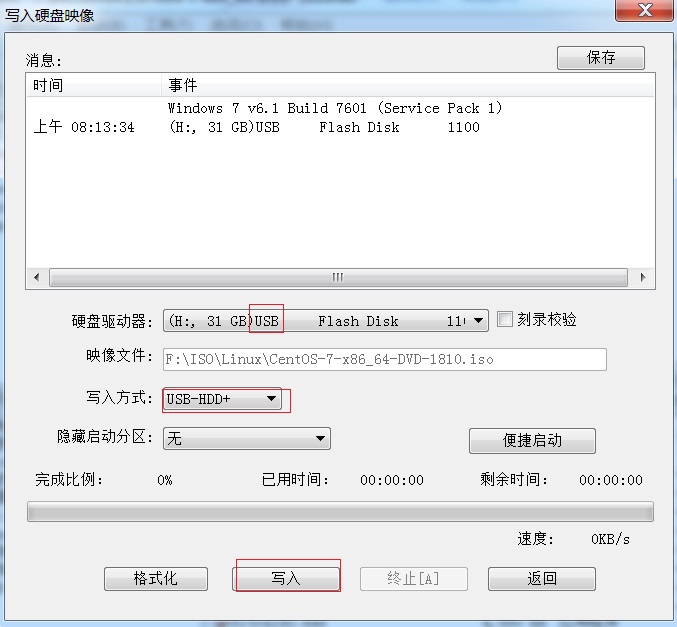 写入硬盘映像
消息: 保存
时间 事件
Windows 7 v6.1 Build 7601 (Service Pack 1)
上午 08:13:34 (H:, 31 GB)USB Flash Disk 1100
硬盘驱动器: (H:, 31 GB)USB Flash Disk 11 刻录校验
映像文件: F:\ISO\Linux\CentOS-7-x86_64-DVD-1810.iso
写入方式: USB-HDD+
隐藏启动分区: 无 便捷启动
完成比例: 0% 已用时间: 00:00:00 剩余时间: 00:00:00
速度: 0KB/s
格式化 写入 终止[A] 返回